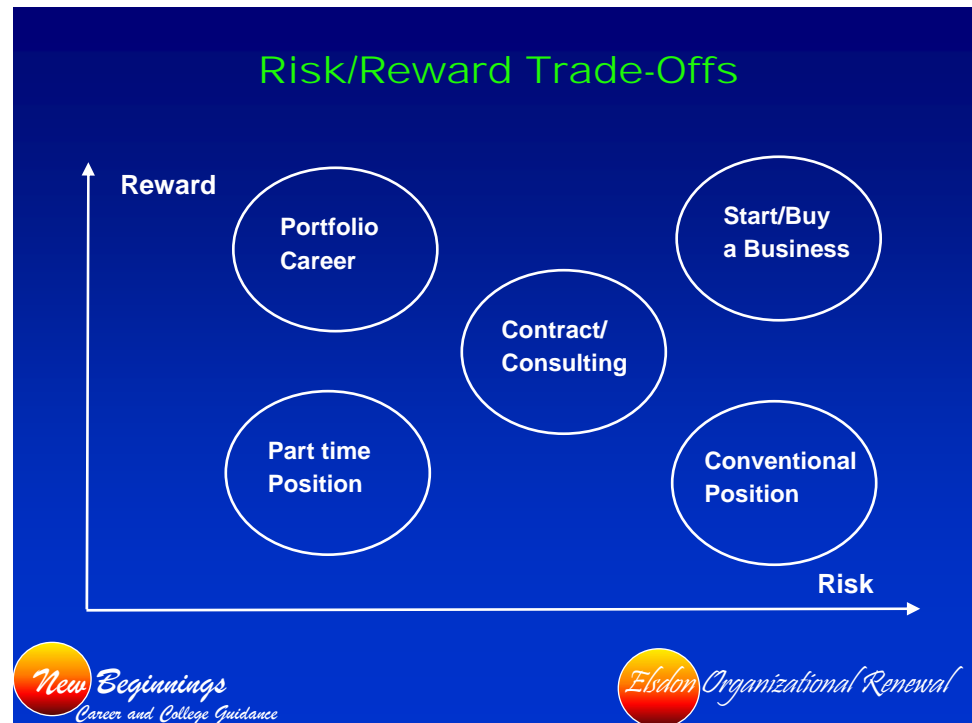 Risk/Reward Trade-Offs
Reward
Portfolio
Career
Start/Buy
a Business
Contract/
Consulting
Part time
Position
Conventional
Position
Risk
New Beginnings
Career and College Guidance
Elsdon Organizational Renewal